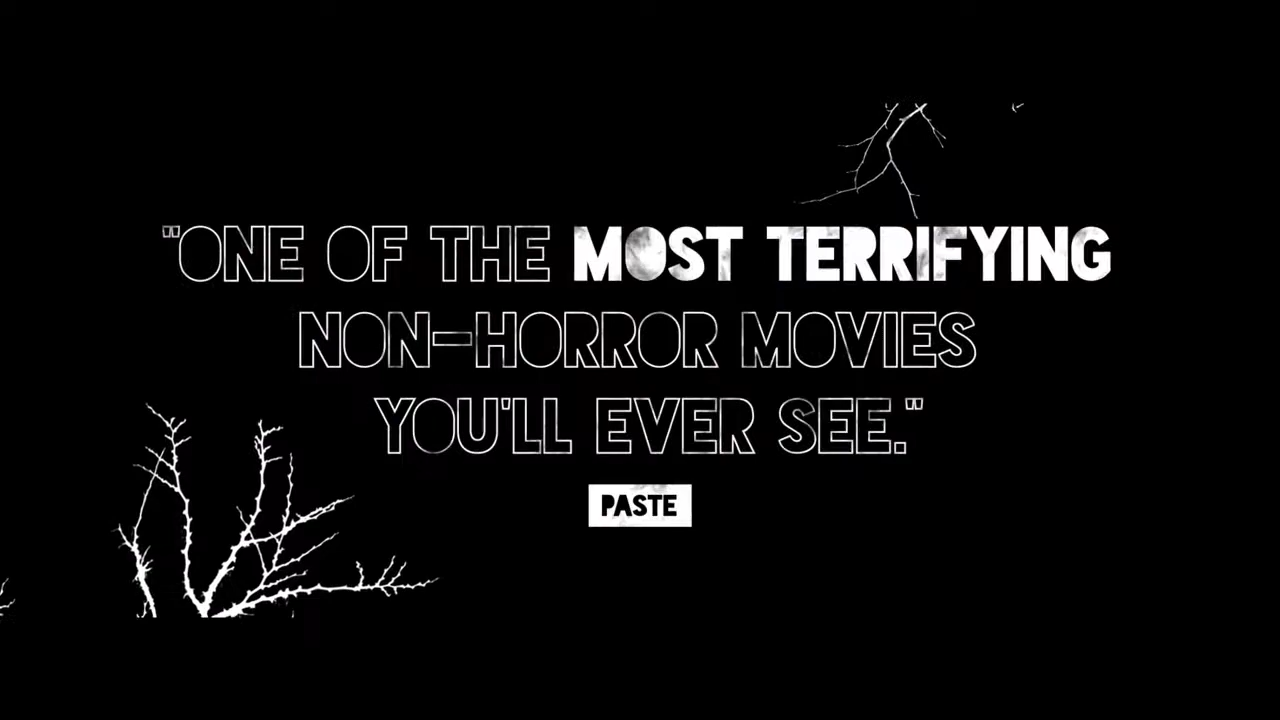 "ONE OF THE MOST TERRIFYING
NON-HORROR MOVIES
YOU'LL EVER SEE."
PASTE